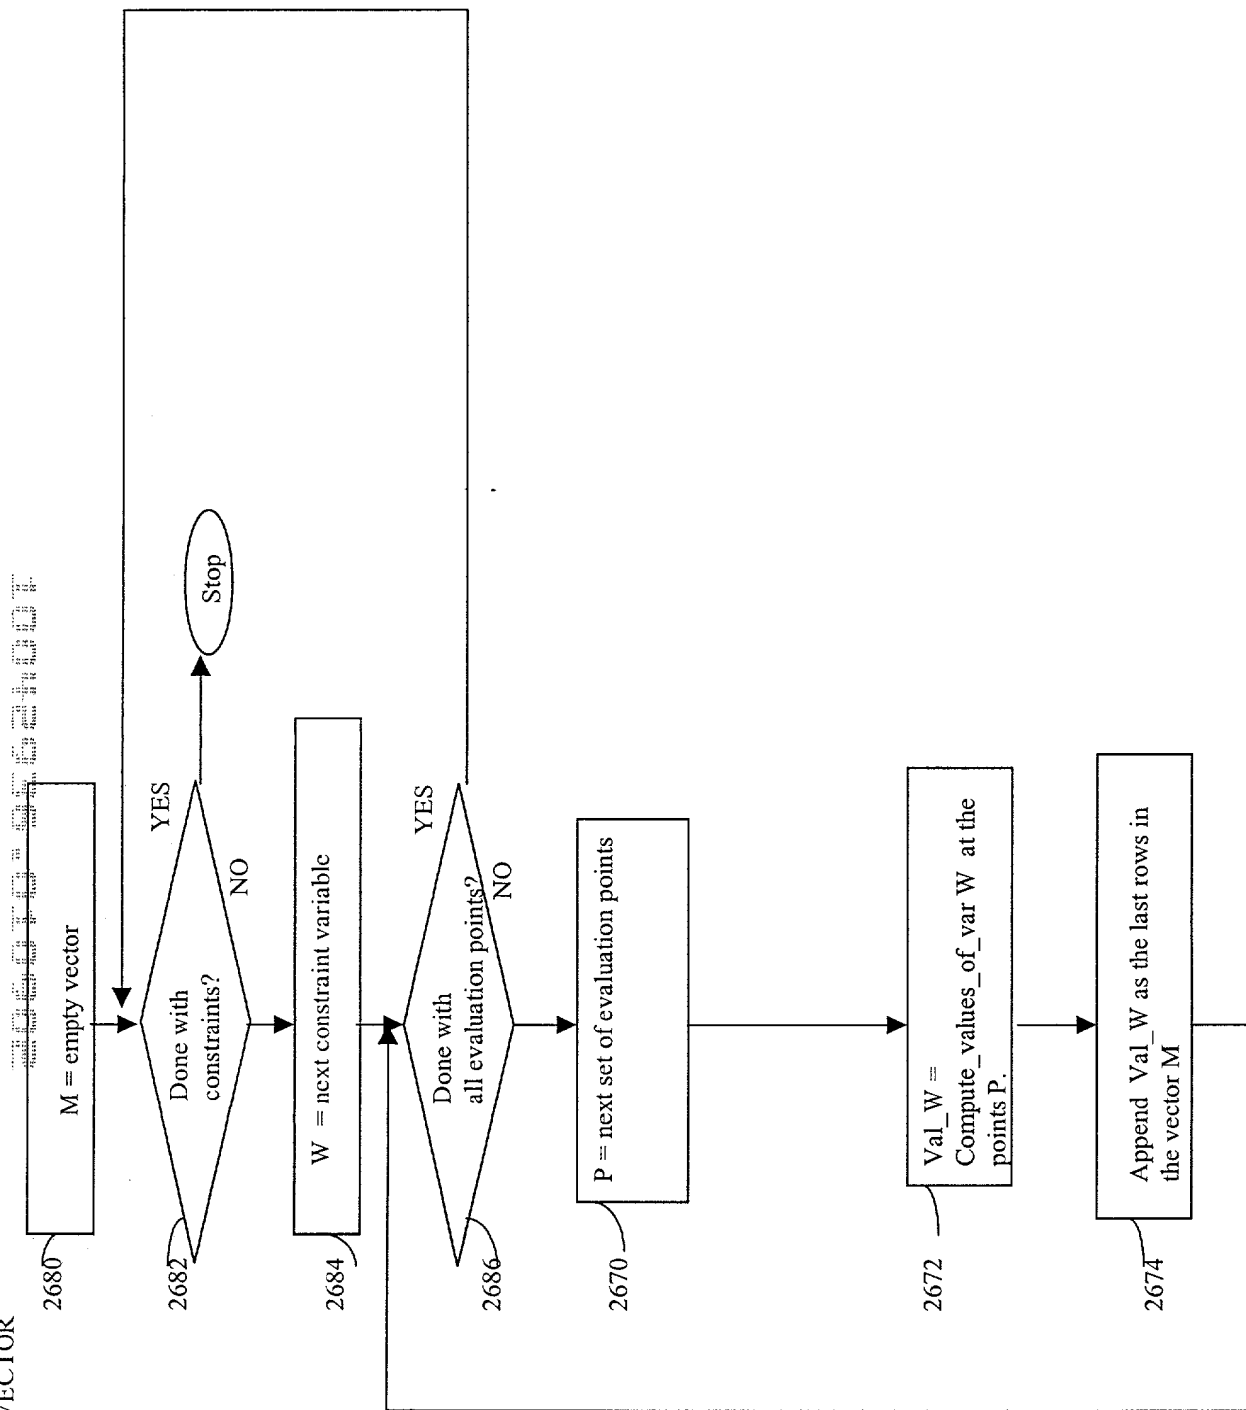 M = empty vector
2680
Done with
constraints?
YES
NO
Stop
2682
W = next constraint variable
2684
Done with
all evaluation points?
YES
NO
2686
P = next set of evaluation points
2670
Val_W =
Compute_values_of_var W at the
points P.
2672
Append Val_W as the last rows in
the vector M
2674